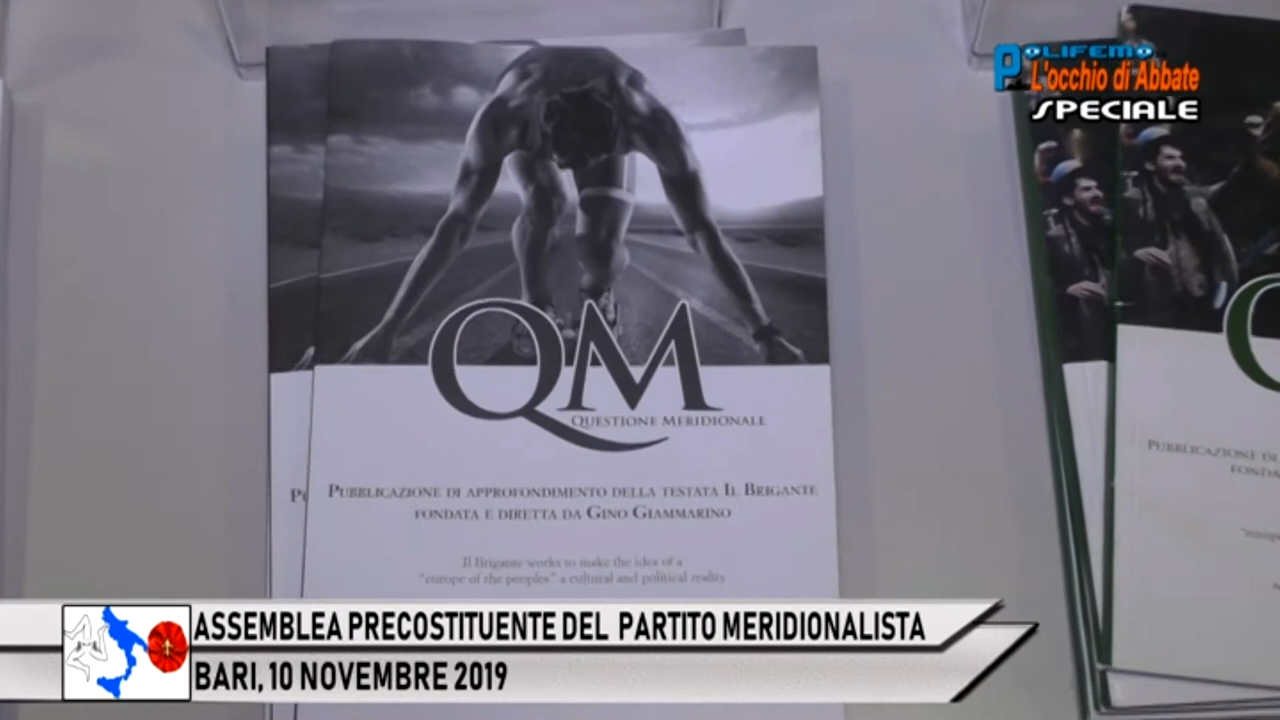 POLIFEMO
L'occhio di Abbate
SPECIALE
QM
QUESTIONE MERIDIONALE
PUBBLICAZIONE DI APPROFONDIMENTO DELLA TESTATA IL BRIGANTE
FONDATA E DIRETTA DA GINO GIAMMARINO
Il Brigante works to make the idea of a
"europe of the peoples" a cultural and political reality
PUBBLICAZIONE DI
ASSEMBLEA PRECOSTITUENTE DEL PARTITO MERIDIONALISTA
BARI, 10 NOVEMBRE 2019